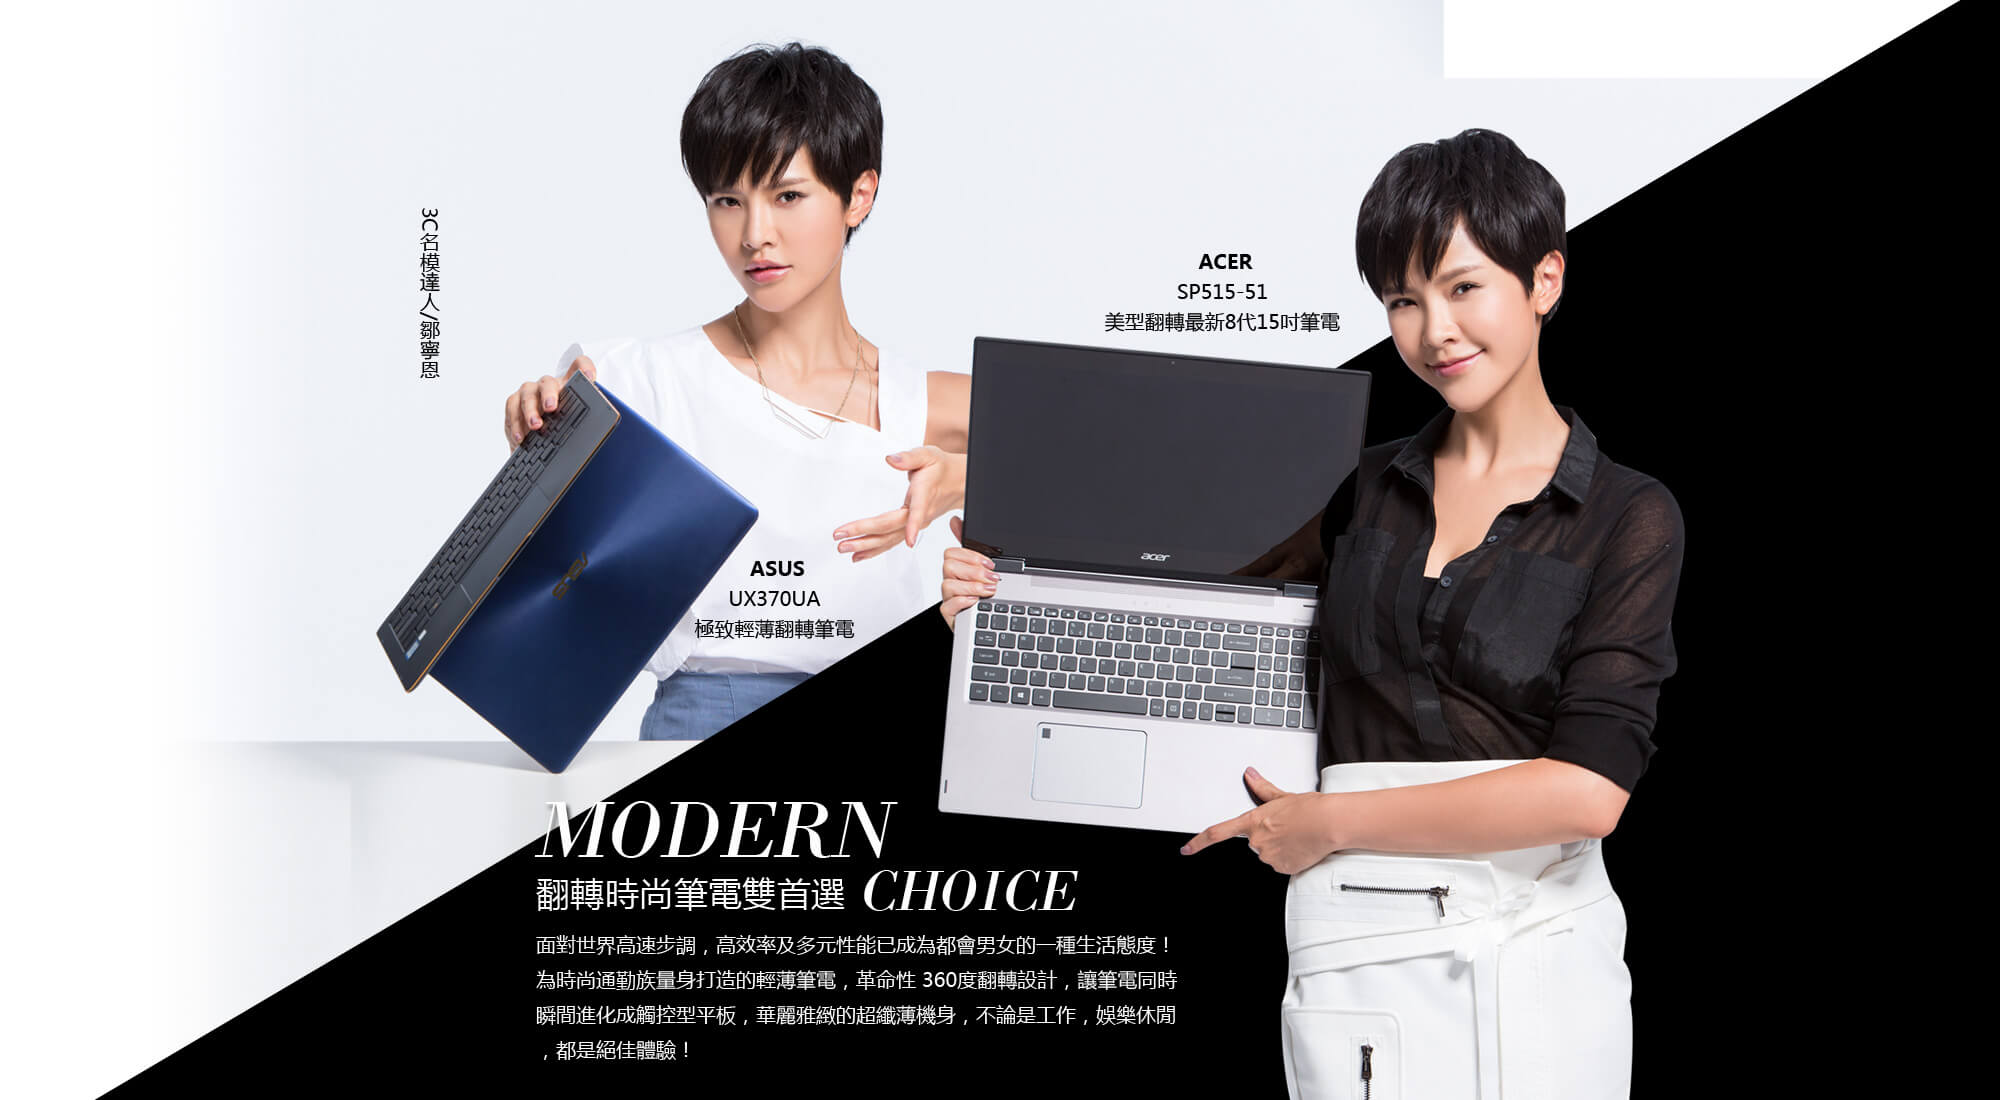 3C名模達人/鄒寧恩
ACER
SP515-51
美型翻轉最新8代15吋筆電
acer
ASUS
ASUS
UX370UA
極致輕薄翻轉筆電
MODERN
翻轉時尚筆電雙首選 CHOICE
面對世界高速步調，高效率及多元性能已成為都會男女的一種生活態度！
為時尚通勤族量身打造的輕薄筆電，革命性 360度翻轉設計，讓筆電同時
瞬間進化成觸控型平板，華麗雅緻的超纖薄機身，不論是工作，娛樂休閒
，都是絕佳體驗！